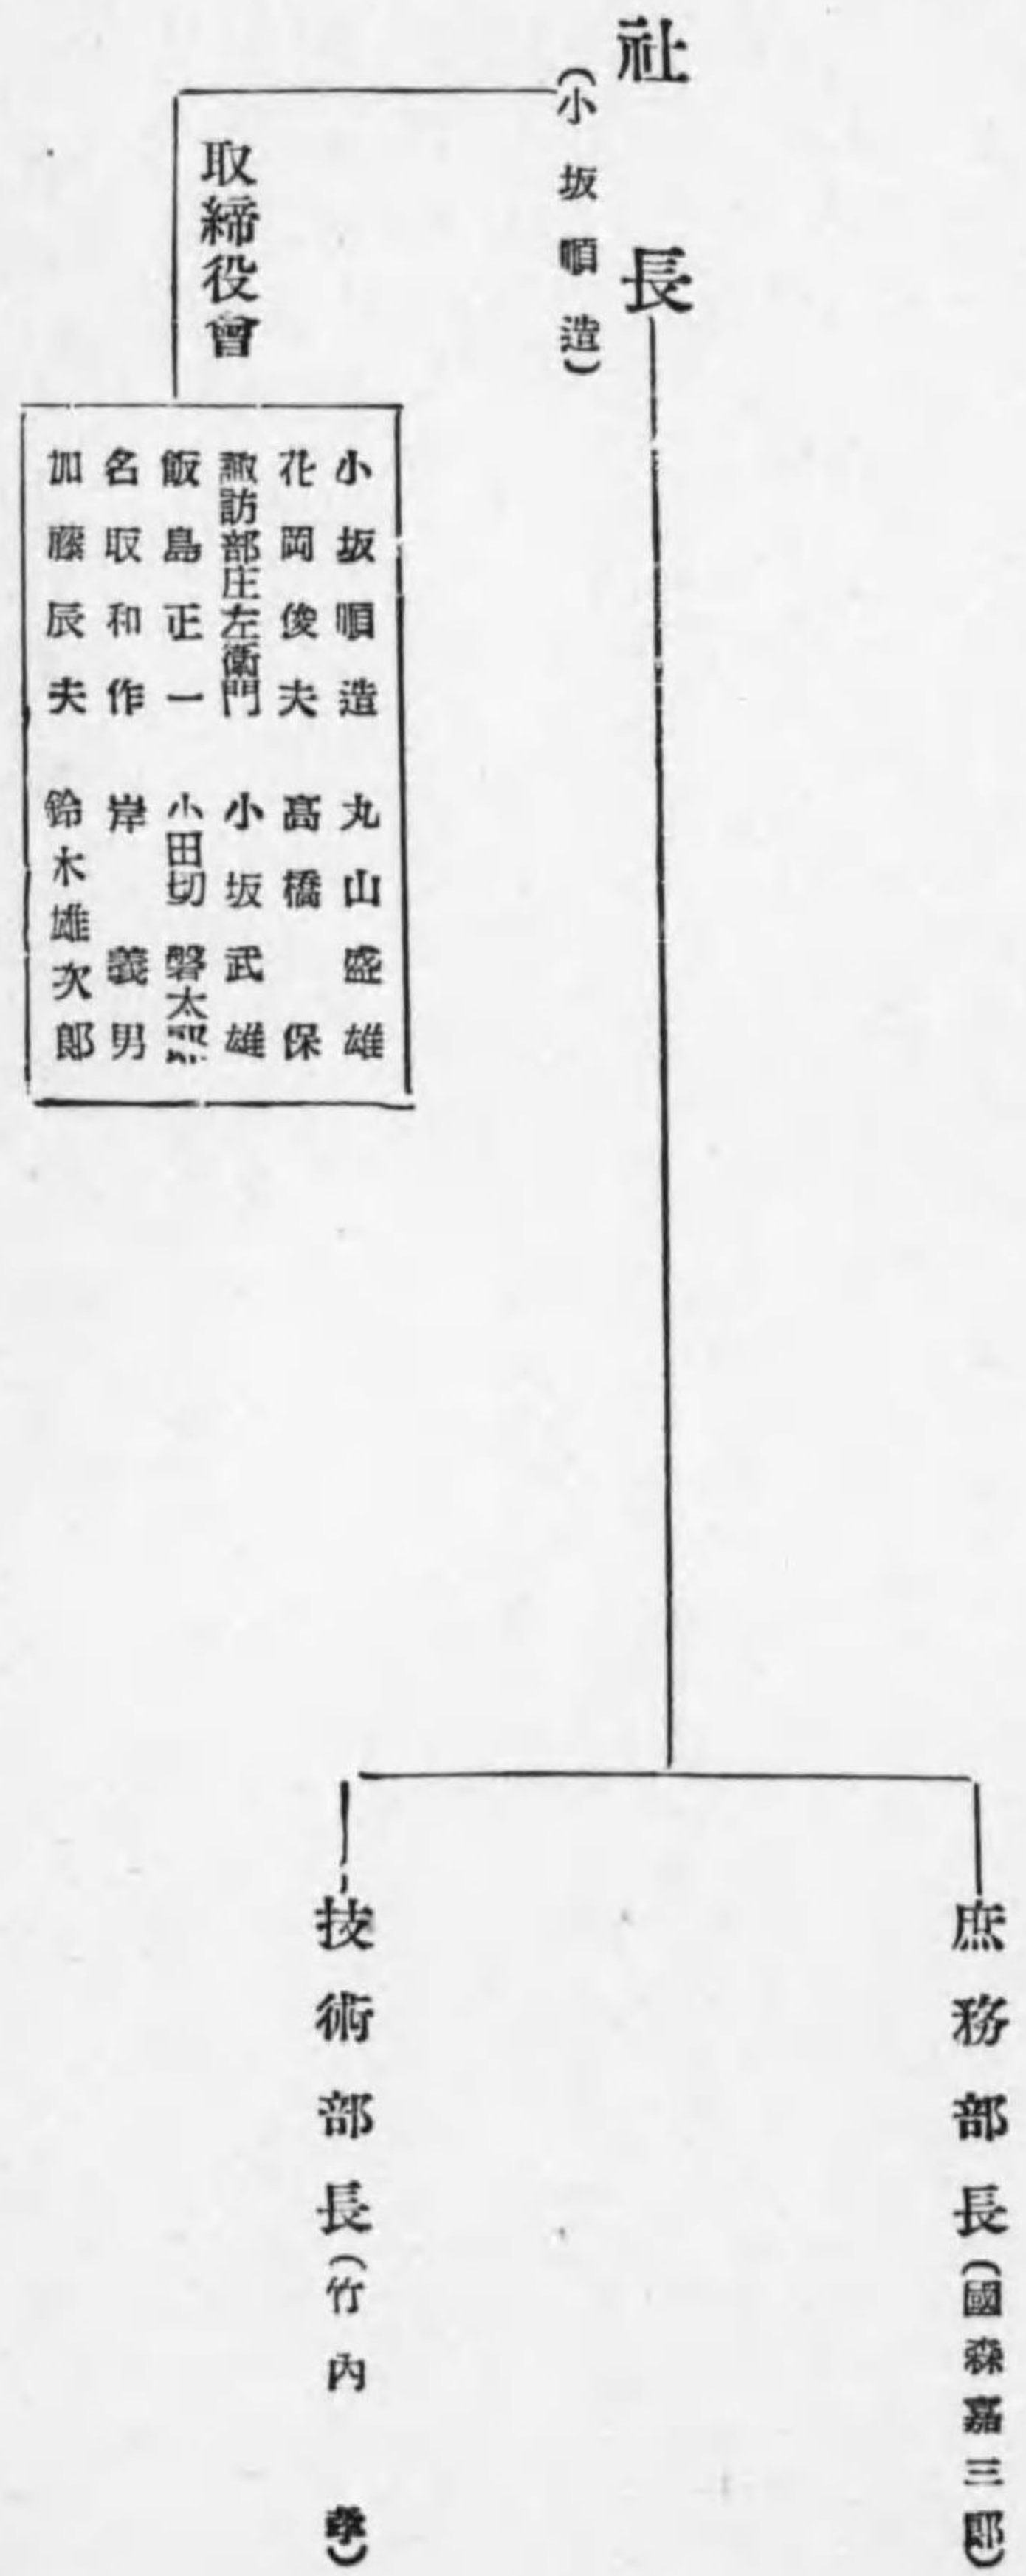 社長
(小坂順造)
取締役會
小坂順造 丸山盛雄
花岡俊夫 高橋保
諏訪部庄左衛門 小坂武雄
飯島正一 小田切磐太郎
名取和作 岸義男
加藤辰夫 鈴木雄次郎
庶務部長(國森嘉三郎)
技術部長(竹內